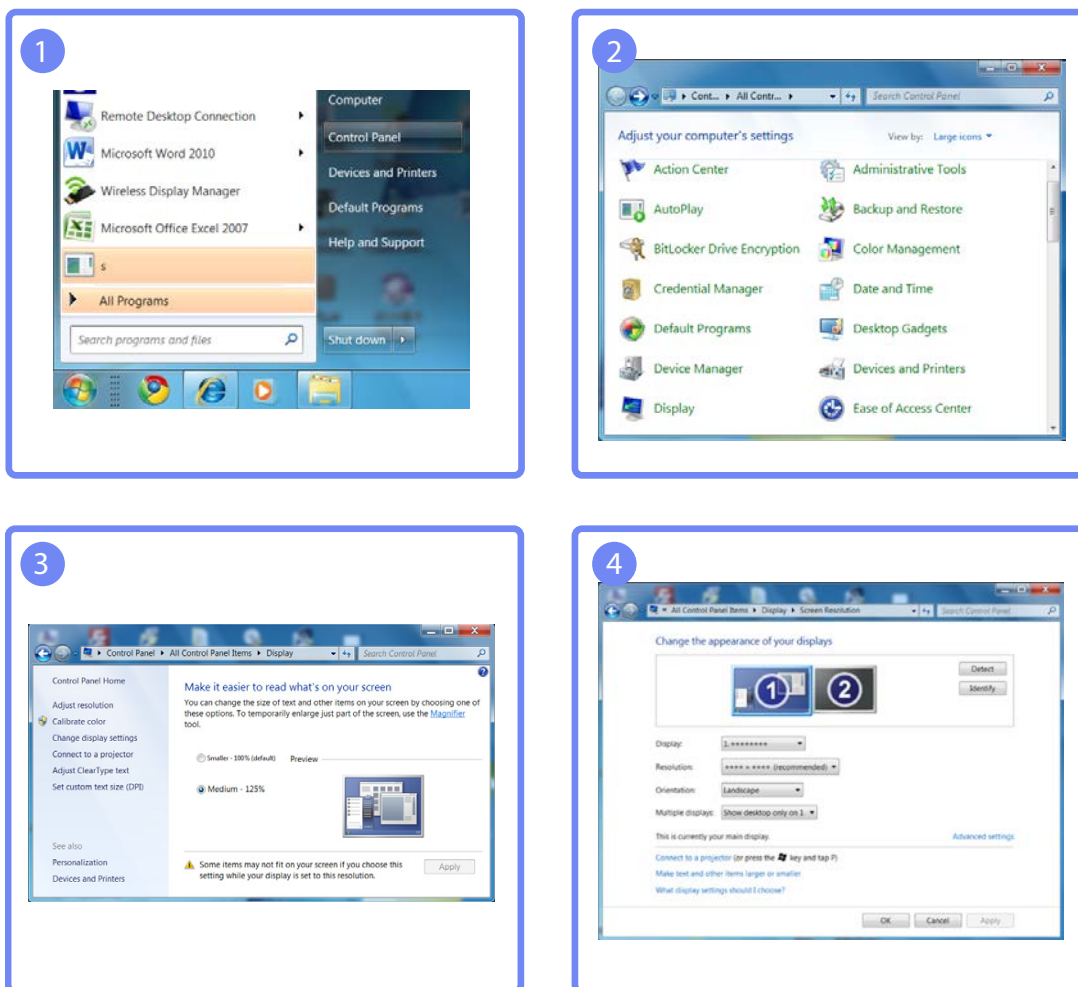 1
Remote Desktop Connection
Microsoft Word 2010
Wireless Display Manager
Microsoft Office Excel 2007
s
All Programs
Search programs and files
Computer
Control Panel
Devices and Printers
Default Programs
Help and Support
Shut down
2
Cont... All Contr...
Search Control Panel
Adjust your computer's settings
View by: Large icons
Action Center
Administrative Tools
AutoPlay
Backup and Restore
BitLocker Drive Encryption
Color Management
Credential Manager
Date and Time
Default Programs
Desktop Gadgets
Device Manager
Devices and Printers
Display
Ease of Access Center
3
Control Panel All Control Panel Items Display
Search Control Panel
Control Panel Home
Adjust resolution
Calibrate color
Change display settings
Connect to a projector
Adjust ClearType text
Set custom text size (DPI)
See also
Personalization
Devices and Printers
Make it easier to read what's on your screen
You can change the size of text and other items on your screen by choosing one of
these options. To temporarily enlarge just part of the screen, use the Magnifier
tool.
Smaller - 100% (default)
Preview
Medium - 125%
Some items may not fit on your screen if you choose this
setting while your display is set to this resolution.
Apply
4
All Control Panel Items Display Screen Resolution
Search Control Panel
Change the appearance of your displays
1 2
Detect
Identify
Display: 1. ********
Resolution: **** × **** (recommended)
Orientation: Landscape
Multiple displays: Show desktop only on 1
This is currently your main display.
Advanced settings
Connect to a projector (or press the key and tap P)
Make text and other items larger or smaller
What display settings should I choose?
OK Cancel Apply